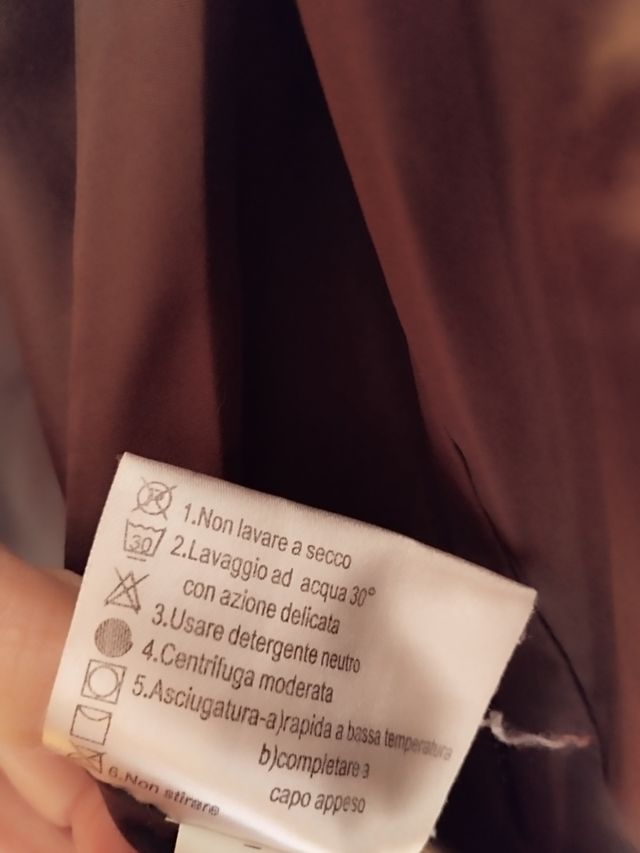 1.Non lavare a secco
30
2.Lavaggio ad acqua 30°
con azione delicata
3.Usare detergente neutro
4.Centrifuga moderata
5.Asciugatura-a)rapida a bassa temperatura
b)completare a
capo appeso
6.Non stirare